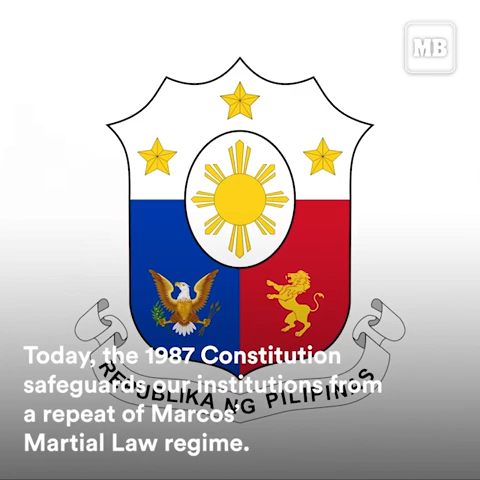 MB
Today, the 1987 Constitution
safeguards our institutions from
a repeat of Marcos'
Martial Law regime.
REPUBLIKA NG PILIPINAS